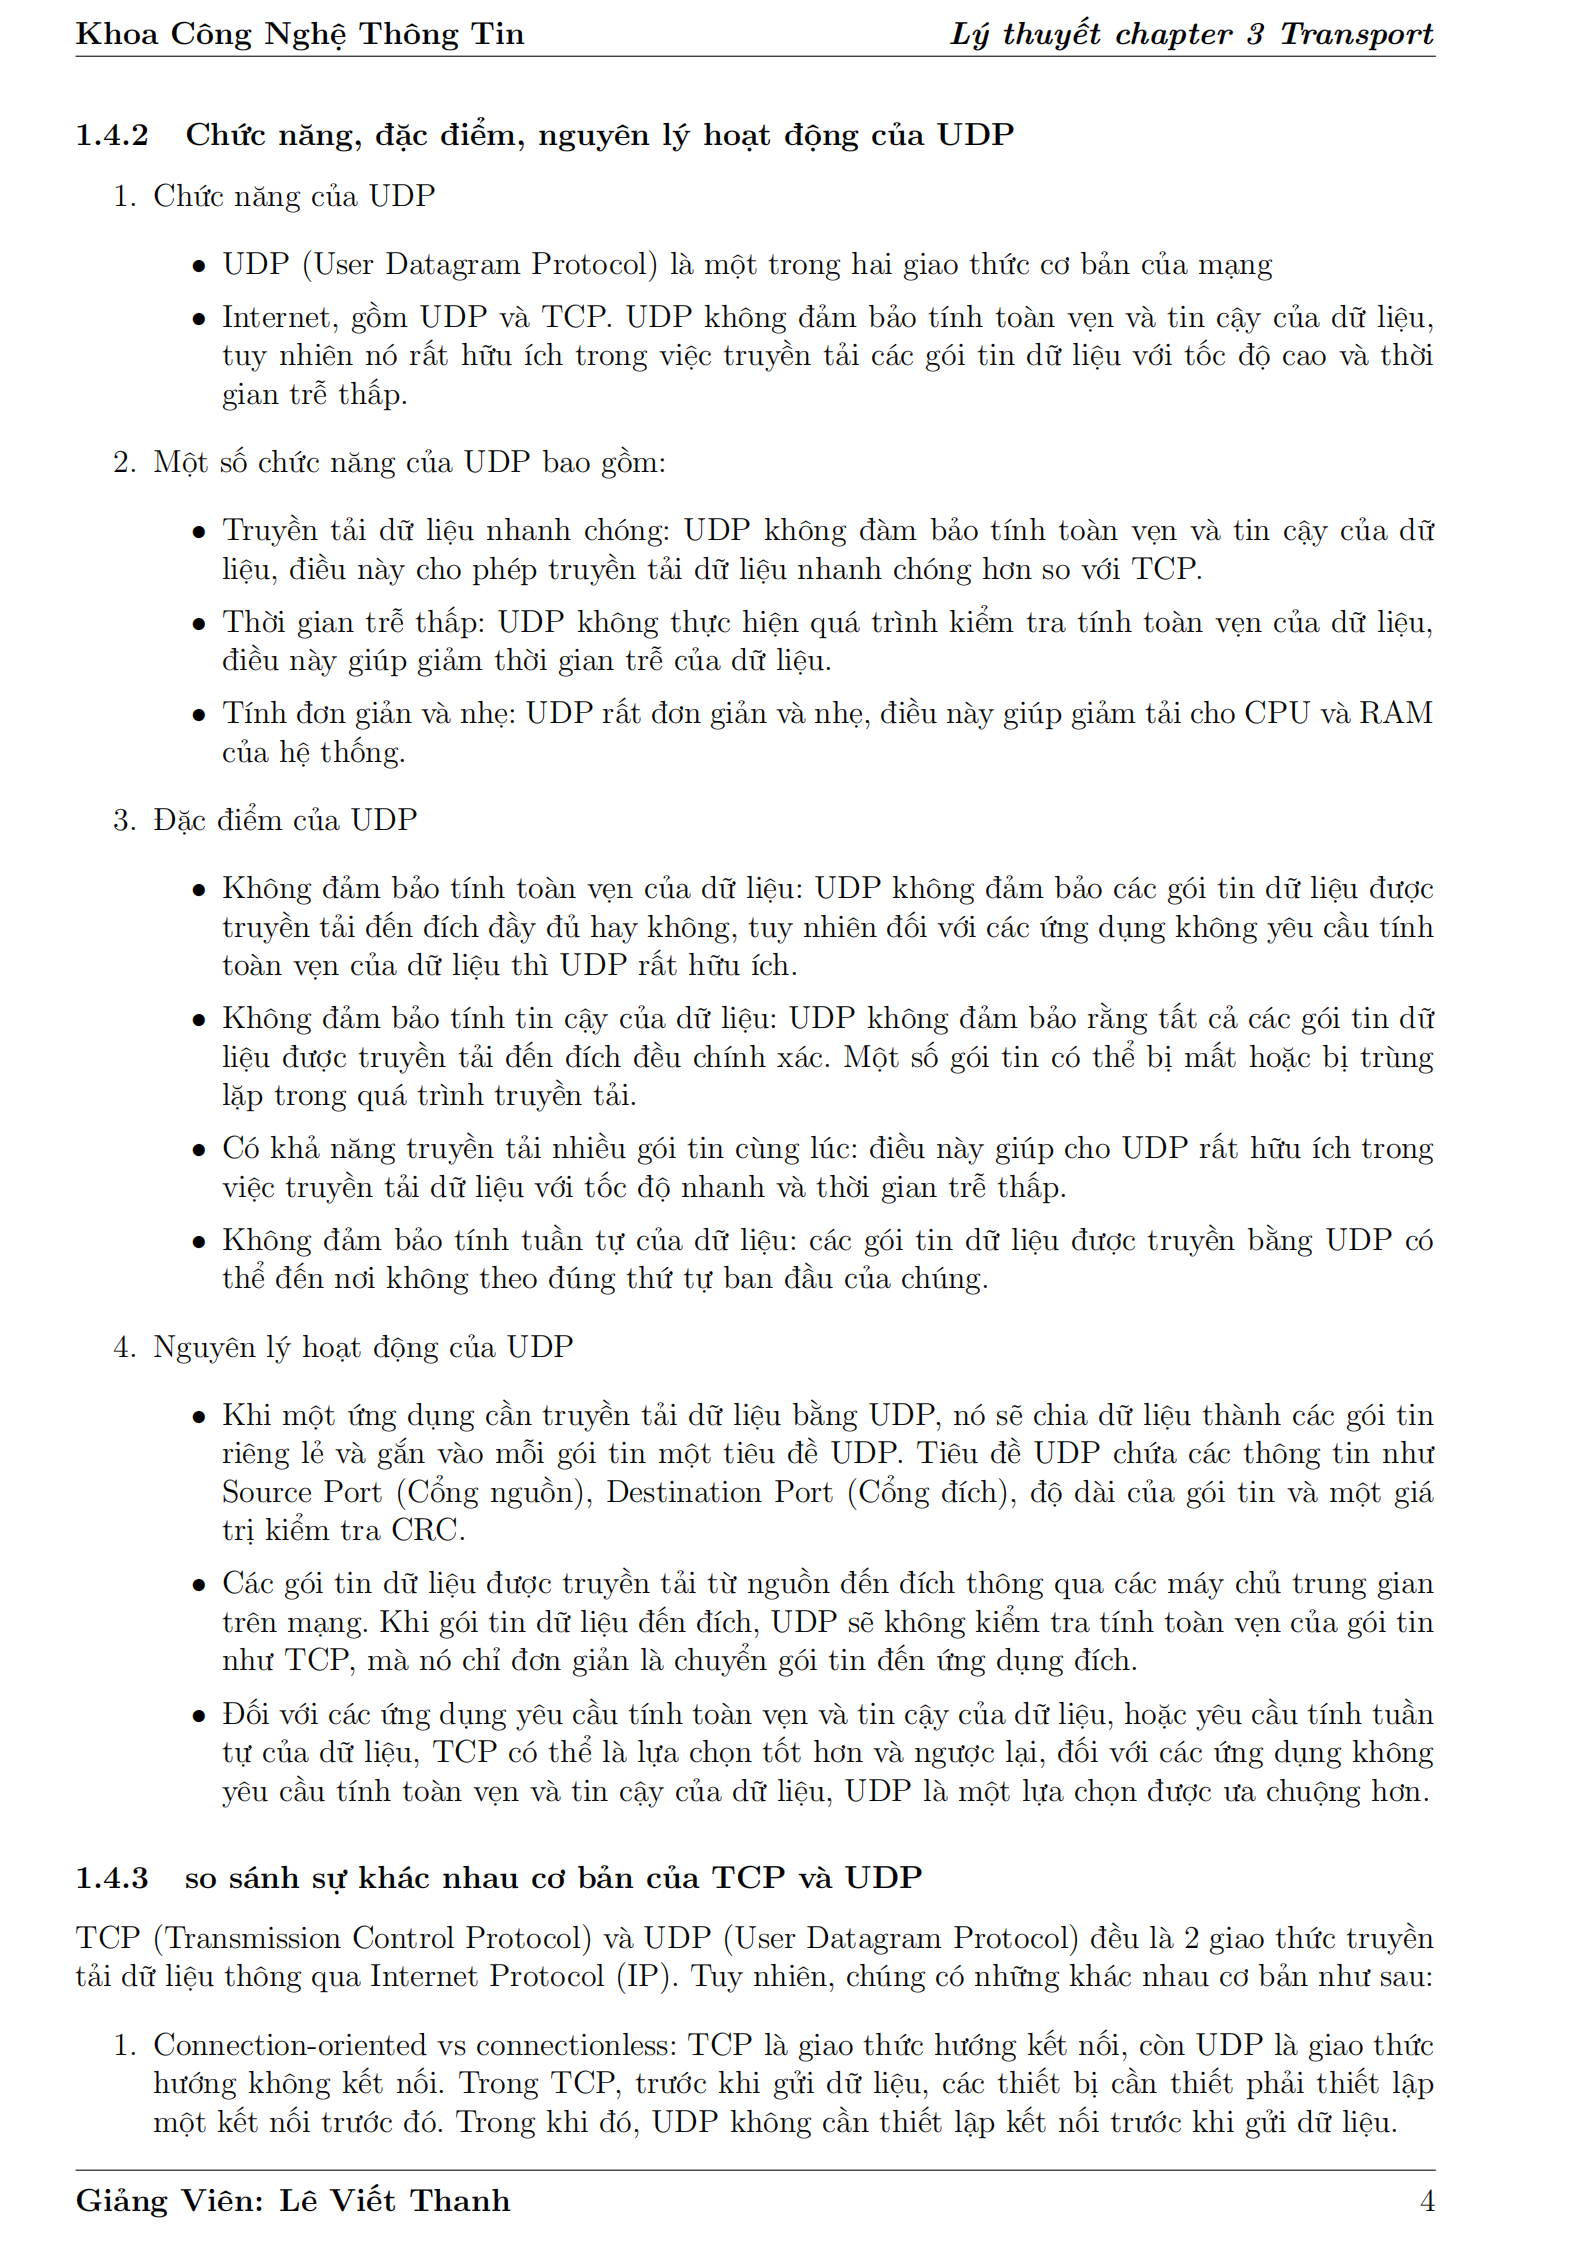 Khoa Công Nghệ Thông Tin
Lý thuyết chapter 3 Transport
1.4.2 Chức năng, đặc điểm, nguyên lý hoạt động của UDP
1. Chức năng của UDP
• UDP (User Datagram Protocol) là một trong hai giao thức cơ bản của mạng
• Internet, gồm UDP và TCP. UDP không đảm bảo tính toàn vẹn và tin cậy của dữ liệu,
tuy nhiên nó rất hữu ích trong việc truyền tải các gói tin dữ liệu với tốc độ cao và thời
gian trễ thấp.
2. Một số chức năng của UDP bao gồm:
• Truyền tải dữ liệu nhanh chóng: UDP không đàm bảo tính toàn vẹn và tin cậy của dữ
liệu, điều này cho phép truyền tải dữ liệu nhanh chóng hơn so với TCP.
• Thời gian trễ thấp: UDP không thực hiện quá trình kiểm tra tính toàn vẹn của dữ liệu,
điều này giúp giảm thời gian trễ của dữ liệu.
• Tính đơn giản và nhẹ: UDP rất đơn giản và nhẹ, điều này giúp giảm tải cho CPU và RAM
của hệ thống.
3. Đặc điểm của UDP
• Không đảm bảo tính toàn vẹn của dữ liệu: UDP không đảm bảo các gói tin dữ liệu được
truyền tải đến đích đầy đủ hay không, tuy nhiên đối với các ứng dụng không yêu cầu tính
toàn vẹn của dữ liệu thì UDP rất hữu ích.
• Không đảm bảo tính tin cậy của dữ liệu: UDP không đảm bảo rằng tất cả các gói tin dữ
liệu được truyền tải đến đích đều chính xác. Một số gói tin có thể bị mất hoặc bị trùng
lặp trong quá trình truyền tải.
• Có khả năng truyền tải nhiều gói tin cùng lúc: điều này giúp cho UDP rất hữu ích trong
việc truyền tải dữ liệu với tốc độ nhanh và thời gian trễ thấp.
• Không đảm bảo tính tuần tự của dữ liệu: các gói tin dữ liệu được truyền bằng UDP có
thể đến nơi không theo đúng thứ tự ban đầu của chúng.
4. Nguyên lý hoạt động của UDP
• Khi một ứng dụng cần truyền tải dữ liệu bằng UDP, nó sẽ chia dữ liệu thành các gói tin
riêng lẻ và gắn vào mỗi gói tin một tiêu đề UDP. Tiêu đề UDP chứa các thông tin như
Source Port (Cổng nguồn), Destination Port (Cổng đích), độ dài của gói tin và một giá
trị kiểm tra CRC.
• Các gói tin dữ liệu được truyền tải từ nguồn đến đích thông qua các máy chủ trung gian
trên mạng. Khi gói tin dữ liệu đến đích, UDP sẽ không kiểm tra tính toàn vẹn của gói tin
như TCP, mà nó chỉ đơn giản là chuyển gói tin đến ứng dụng đích.
• Đối với các ứng dụng yêu cầu tính toàn vẹn và tin cậy của dữ liệu, hoặc yêu cầu tính tuần
tự của dữ liệu, TCP có thể là lựa chọn tốt hơn và ngược lại, đối với các ứng dụng không
yêu cầu tính toàn vẹn và tin cậy của dữ liệu, UDP là một lựa chọn được ưa chuộng hơn.
1.4.3 so sánh sự khác nhau cơ bản của TCP và UDP
TCP (Transmission Control Protocol) và UDP (User Datagram Protocol) đều là 2 giao thức truyền
tải dữ liệu thông qua Internet Protocol (IP). Tuy nhiên, chúng có những khác nhau cơ bản như sau:
1. Connection-oriented vs connectionless: TCP là giao thức hướng kết nối, còn UDP là giao thức
hướng không kết nối. Trong TCP, trước khi gửi dữ liệu, các thiết bị cần thiết phải thiết lập
một kết nối trước đó. Trong khi đó, UDP không cần thiết lập kết nối trước khi gửi dữ liệu.
Giảng Viên: Lê Viết Thanh
4